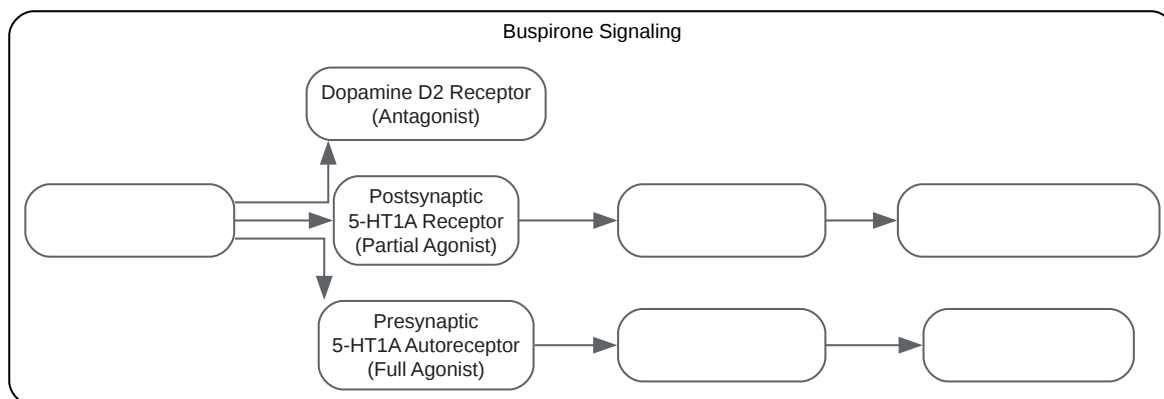 Buspirone Signaling
Dopamine D2 Receptor
(Antagonist)
Postsynaptic
5-HT1A Receptor
(Partial Agonist)
Presynaptic
5-HT1A Autoreceptor
(Full Agonist)